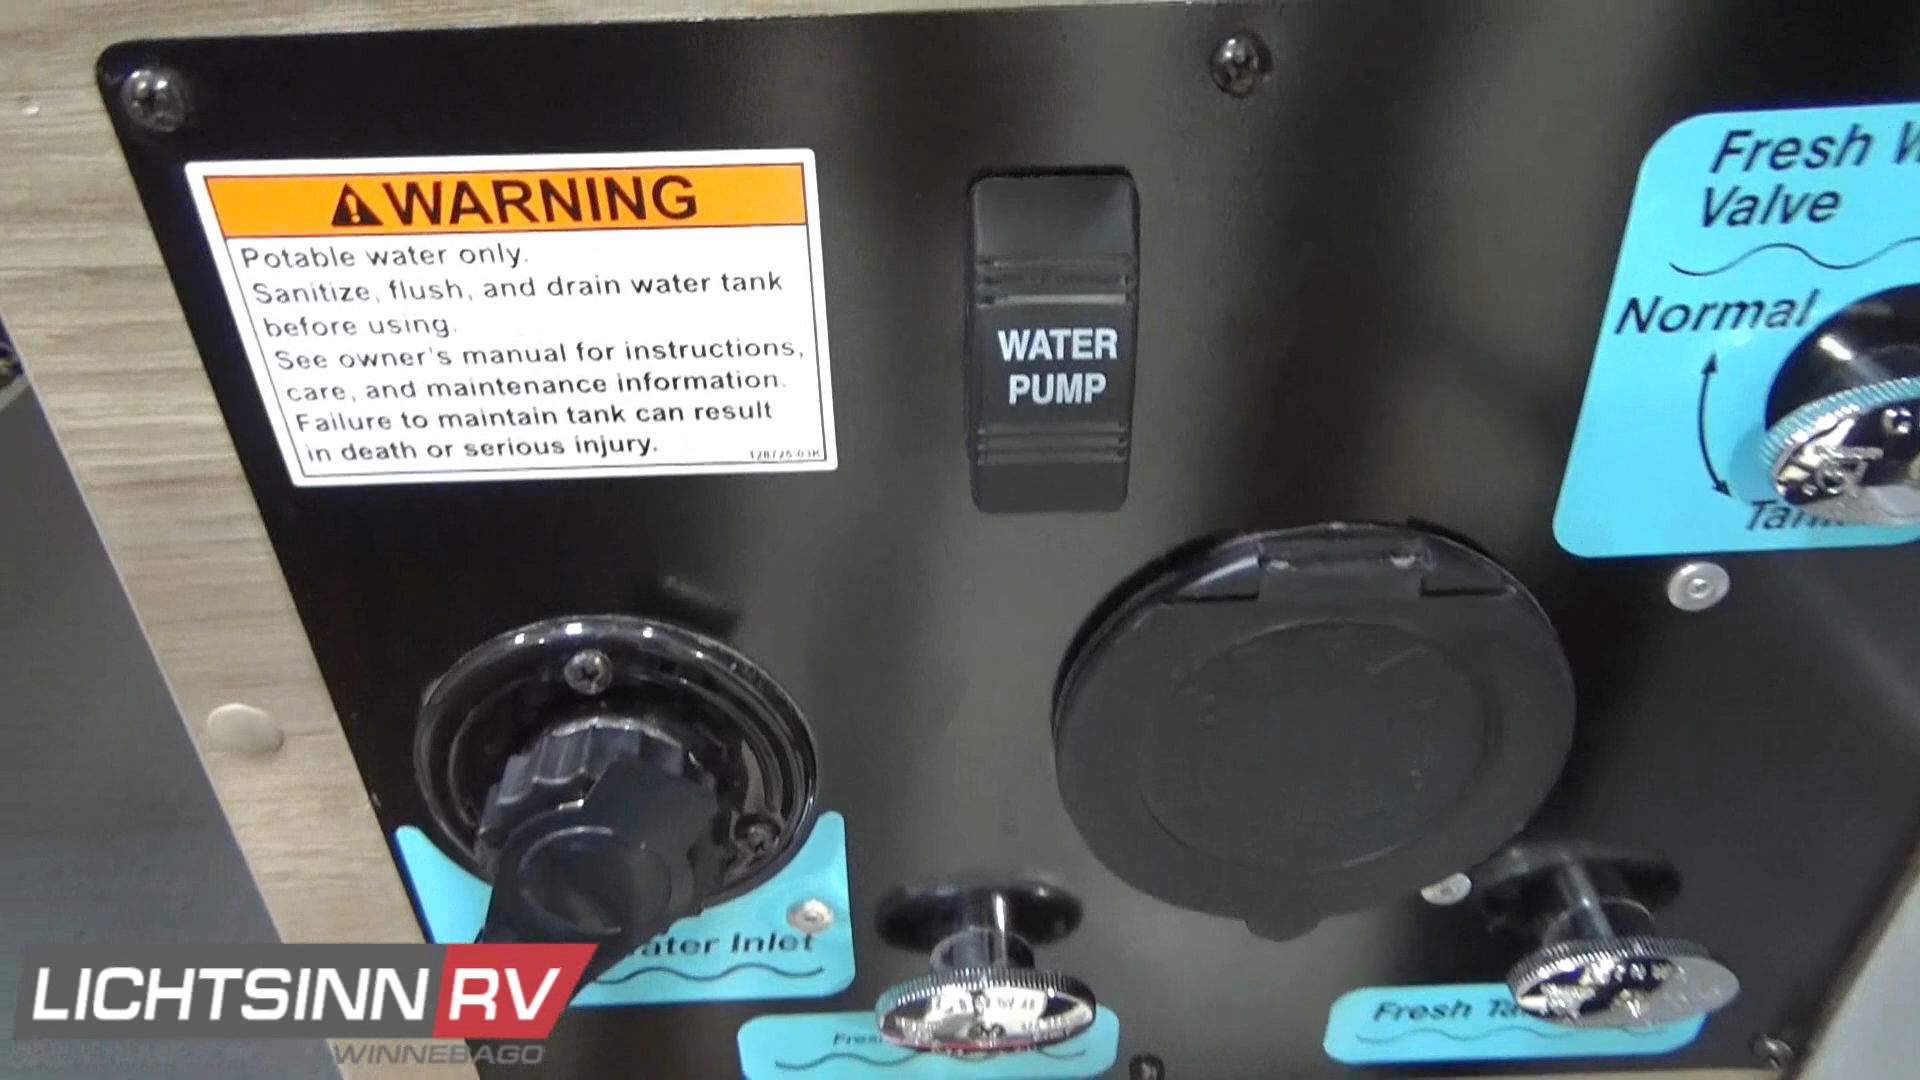 WARNING
Potable water only.
Sanitize, flush, and drain water tank
before using.
See owner's manual for instructions,
care, and maintenance information.
Failure to maintain tank can result
in death or serious injury.
WATER
PUMP
Fresh
Valve
Normal
Inlet
Fresh
LICHTSINN RV
WINNEBAGO